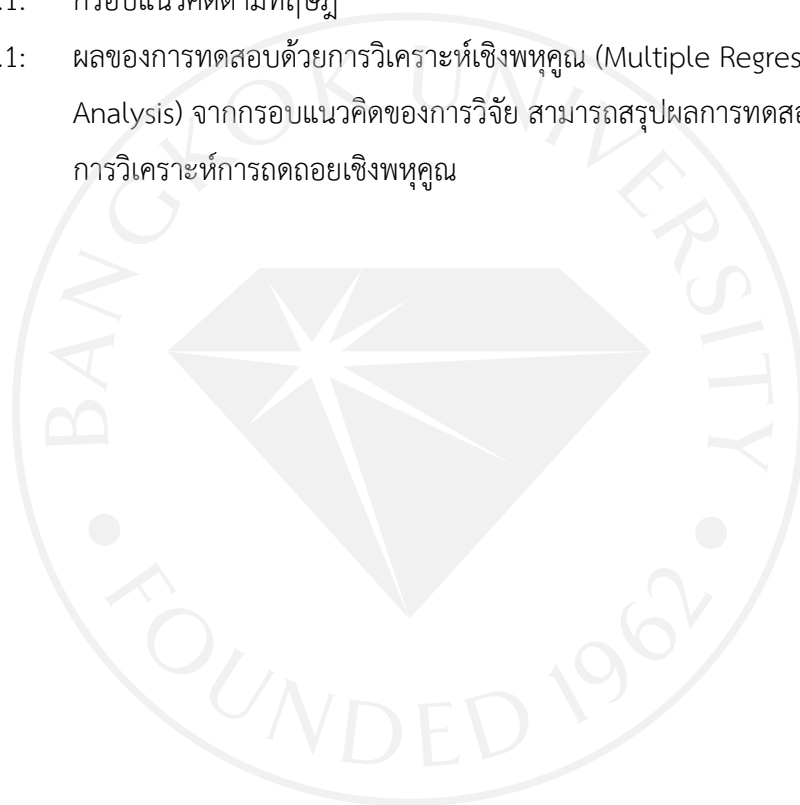 .1: กรอบแนวคิดตามทฤษฎี
.1: ผลของการทดสอบด้วยการวิเคราะห์เชิงพหุคูณ (Multiple Regres
Analysis) จากกรอบแนวคิดของการวิจัย สามารถสรุปผลการทดสอ
การวิเคราะห์การถดถอยเชิงพหุคูณ
BANGKOK UNIVERSITY
FOUNDED 1962